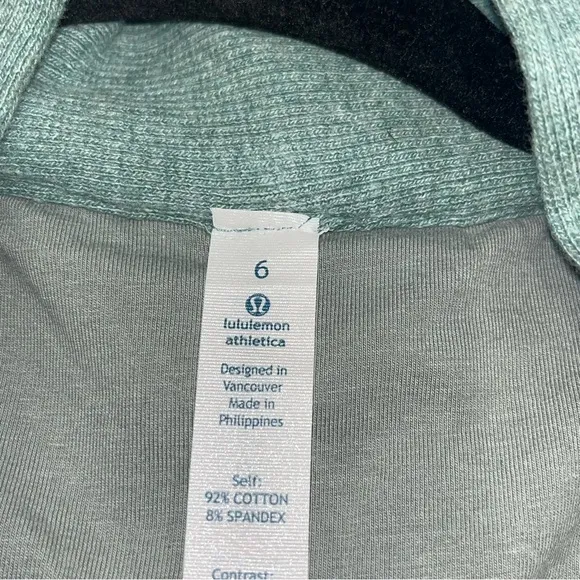 6
lululemon
athletica
Designed in
Vancouver
Made in
Philippines
Self:
92% COTTON
8% SPANDEX
Contrast: